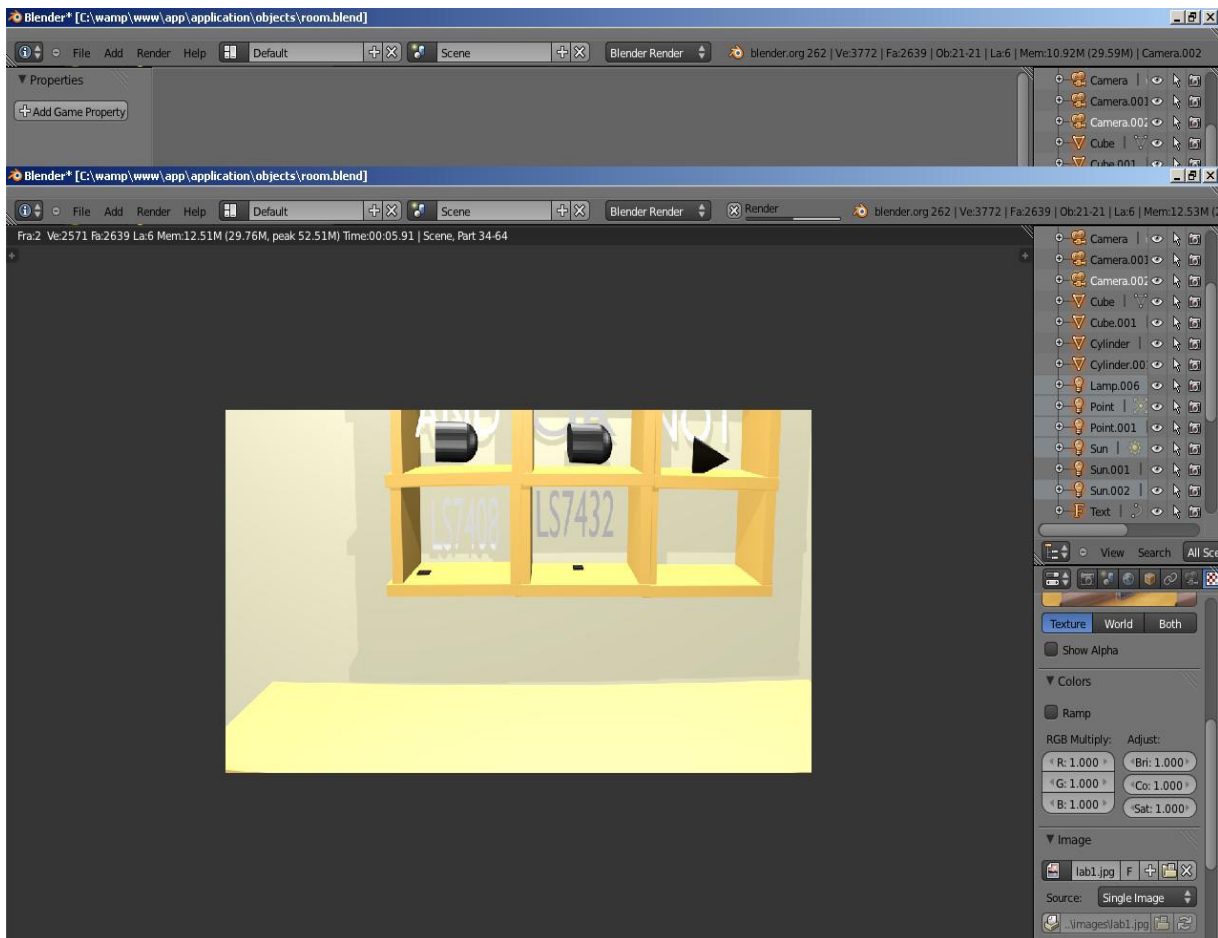 Blender* [C:\wamp\www\app\application\objects\room.blend]
File Add Render Help Default Scene Blender Render blender.org 262 | Ve:3772 | Fa:2639 | Ob:21-21 | La:6 | Mem:10.92M (29.59M) | Camera.002
Properties
Add Game Property
Camera
Camera.001
Camera.002
Cube
Cube.001
Blender* [C:\wamp\www\app\application\objects\room.blend]
File Add Render Help Default Scene Blender Render Render blender.org 262 | Ve:3772 | Fa:2639 | Ob:21-21 | La:6 | Mem:12.53M (2
Fra:2 Ve:2571 Fa:2639 La:6 Mem:12.51M (29.76M, peak 52.51M) Time:00:05.91 | Scene, Part 34-64
AND OR NOT
LS7408 LS7432
Camera
Camera.001
Camera.002
Cube
Cube.001
Cylinder
Cylinder.00
Lamp.006
Point
Point.001
Sun
Sun.001
Sun.002
Text
View Search All Sce
Texture World Both
Show Alpha
Colors
Ramp
RGB Multiply: Adjust:
R: 1.000 Bri: 1.000
G: 1.000 Co: 1.000
B: 1.000 Sat: 1.000
Image
lab1.jpg F
Source: Single Image
..\images\lab1.jpg